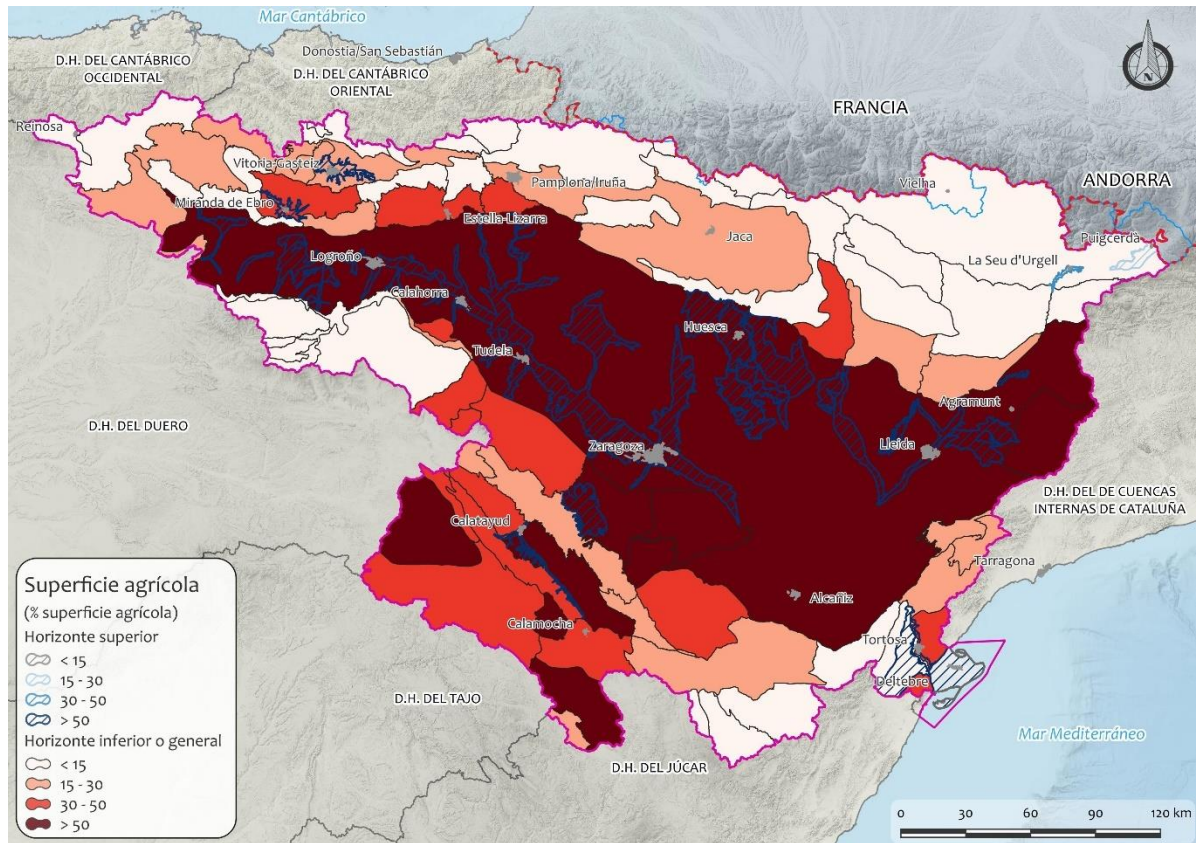 Mar Cantábrico
Donostia/San Sebastián
D.H. DEL CANTÁBRICO
OCCIDENTAL
D.H. DEL CANTÁBRICO
ORIENTAL
N
FRANCIA
Reinosa
Vitoria-Gasteiz
Pamplona/Iruña
Vielha
ANDORRA
Miranda de Ebro
Estella-Lizarra
Jaca
Puigcerdà
La Seu d'Urgell
Logroño
Calahorra
Huesca
Tudela
Agramunt
D.H. DEL DUERO
Zaragoza
Lleida
D.H. DEL DE CUENCAS
INTERNAS DE CATALUÑA
Calatayud
Tarragona
Alcañiz
Calamocha
Tortosa
Deltebre
D.H. DEL TAJO
Mar Mediterráneo
D.H. DEL JÚCAR
Superficie agrícola
(% superficie agrícola)
Horizonte superior
< 15
15 - 30
30 - 50
> 50
Horizonte inferior o general
< 15
15 - 30
30 - 50
> 50
0 30 60 90 120 km